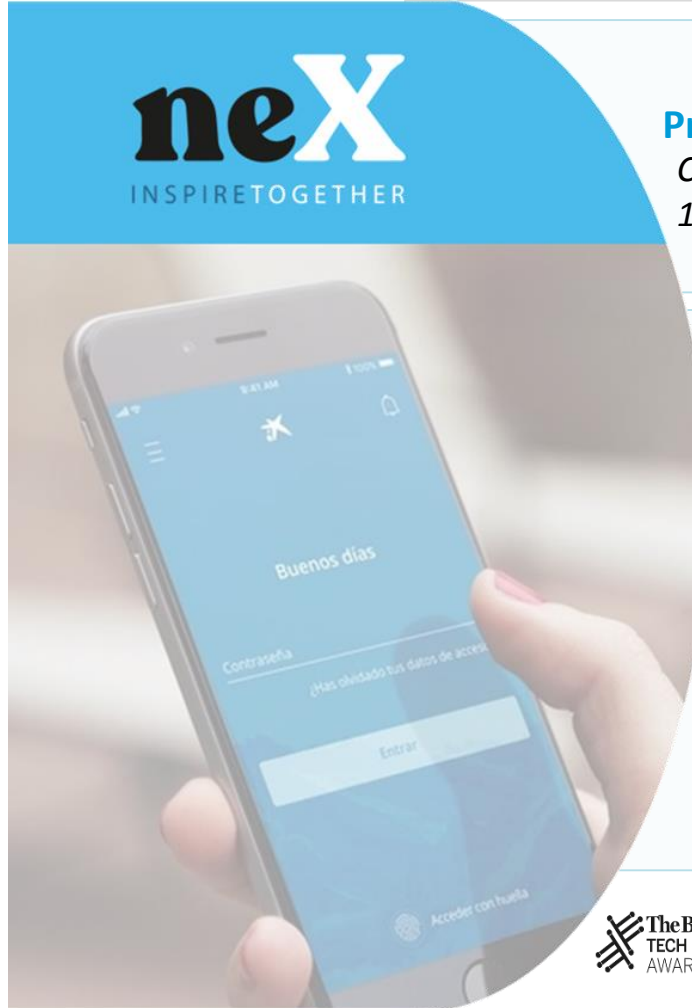 neX
INSPIRETOGETHER
Pr
C
1
9:41 AM
100%
Buenos días
Contraseña
¿Has olvidado tus datos de acceso
Entrar
Acceder con huella
The B
TECH
AWAR